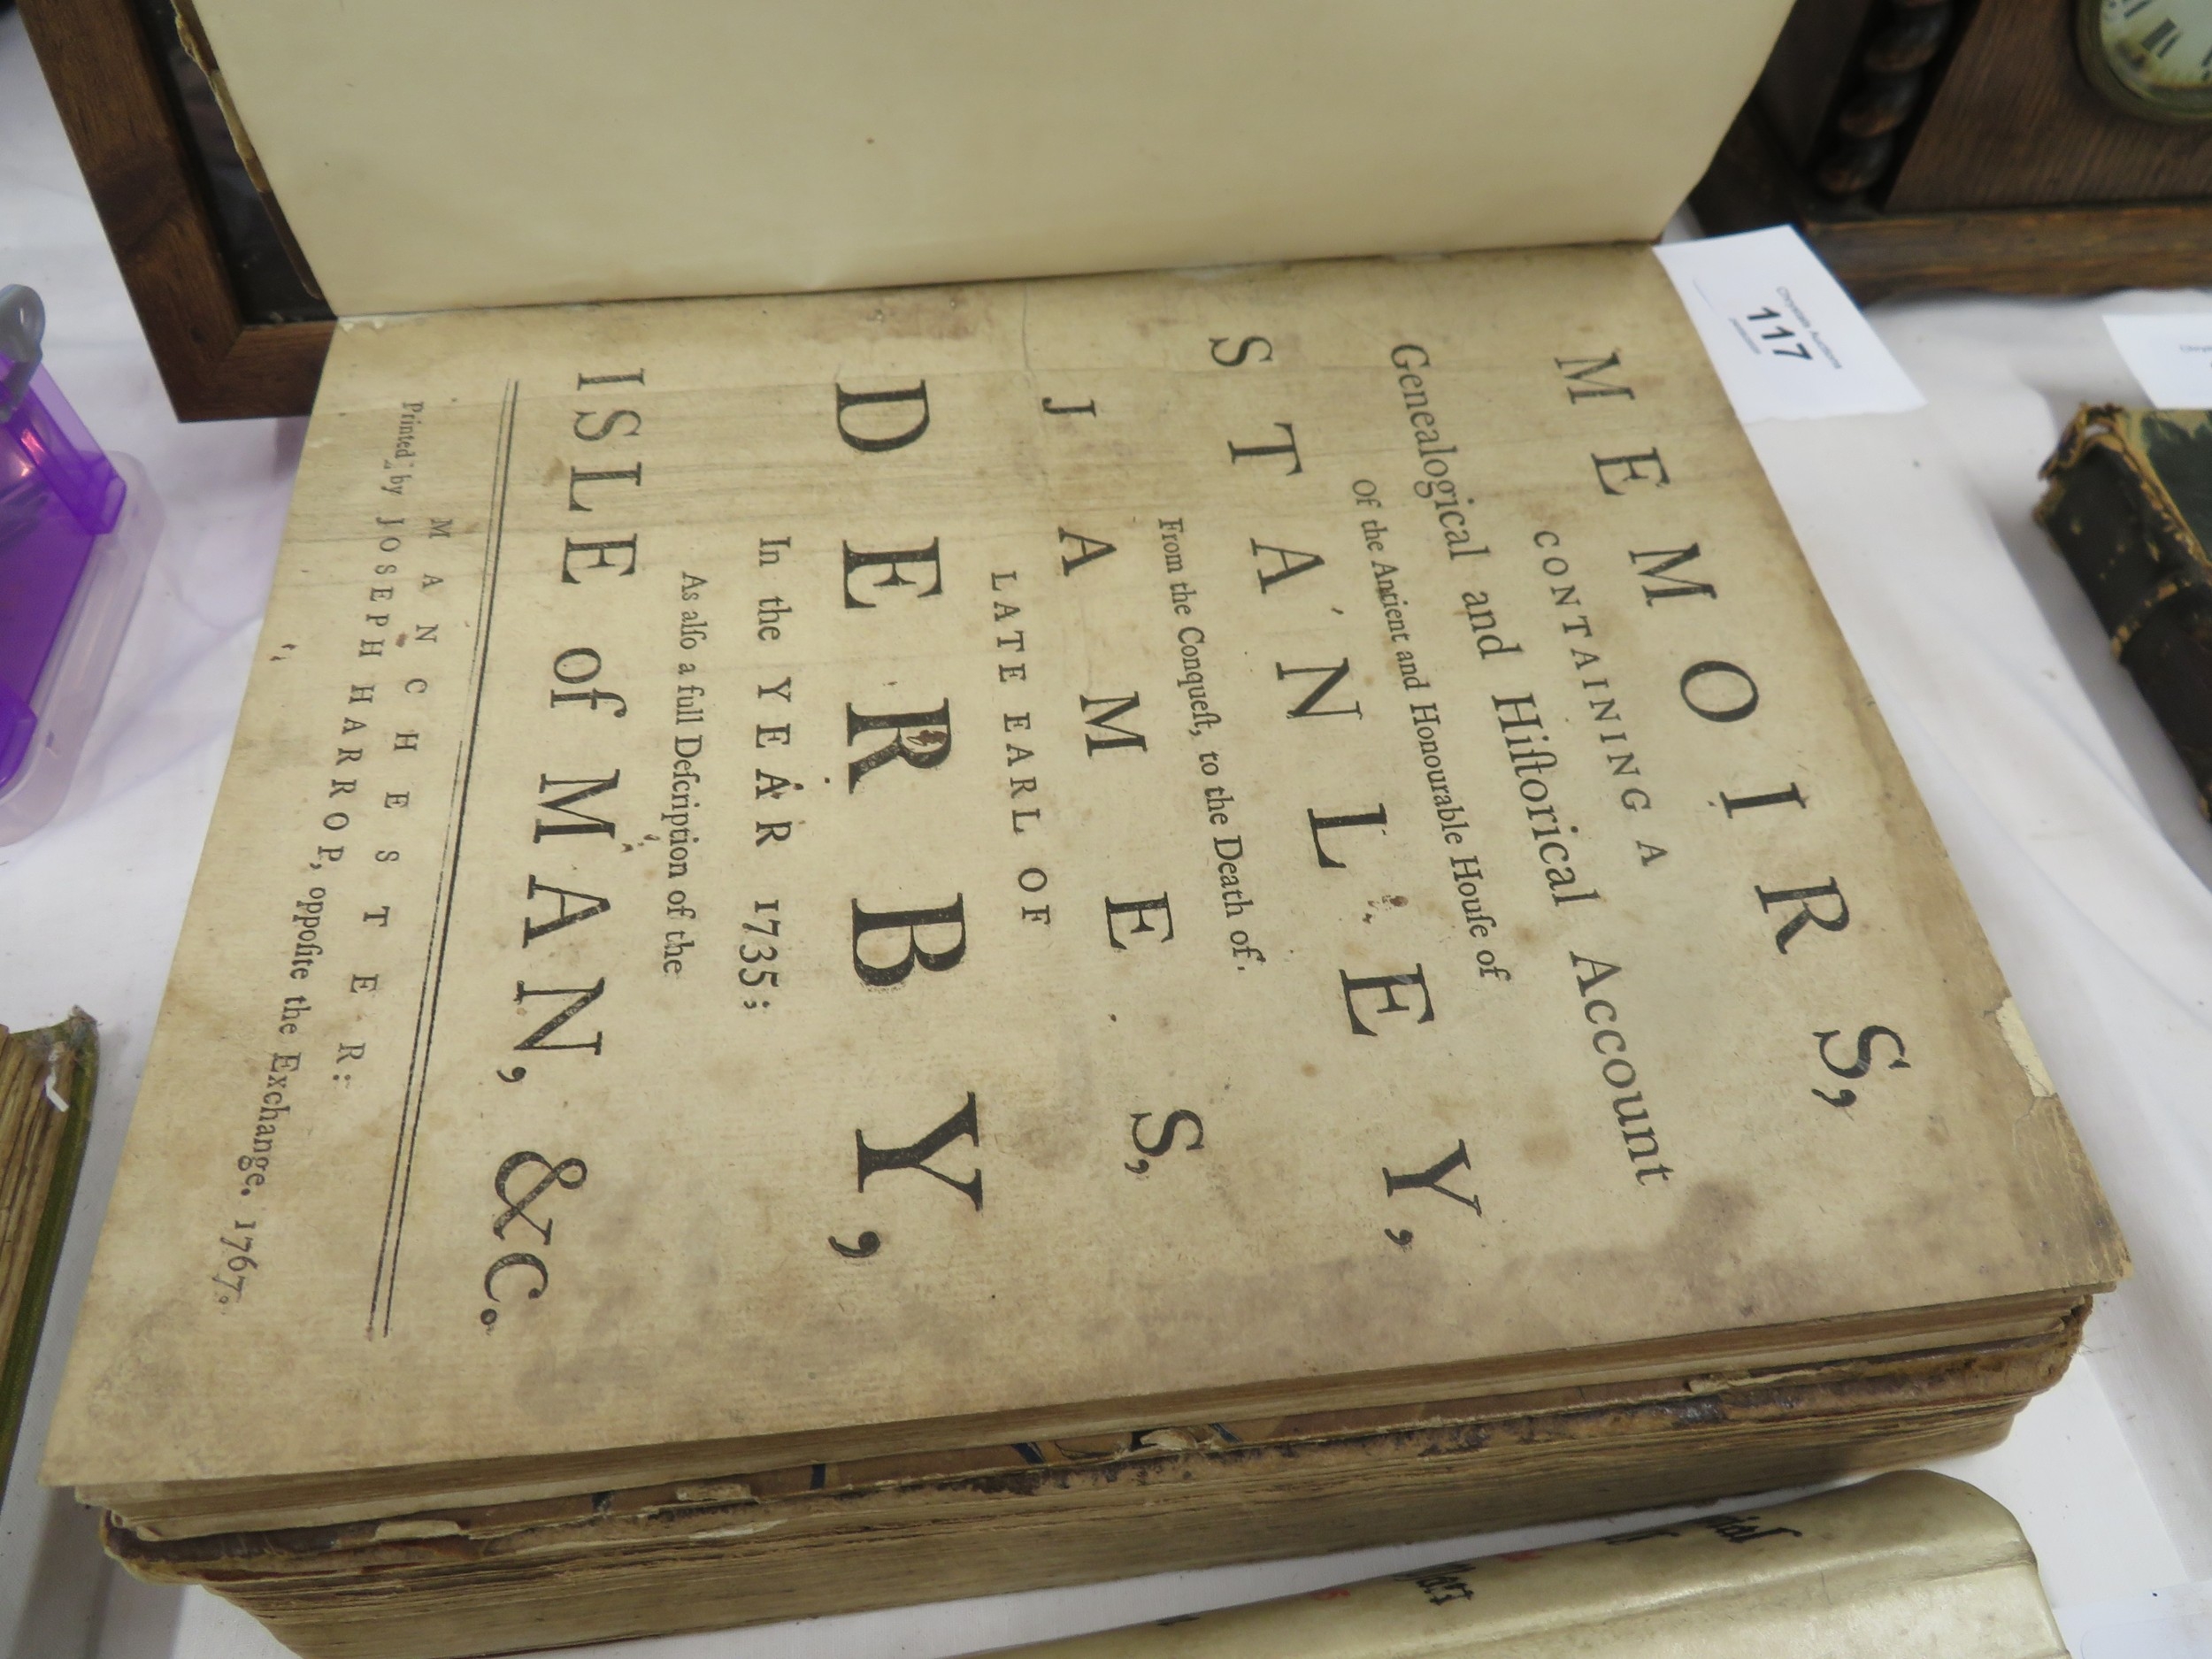 MEMOIRS,
CONTAINING A
Genealogical and Hiſtorical Account
Of the Antient and Honourable Houſe of
STANLEY,
From the Conqueſt, to the Death of
JAMES,
LATE EARL OF
DERBY,
In the YEAR 1735;
As alſo a full Deſcription of the
ISLE of MAN, &c.
MANCHESTER:
Printed by JOSEPH HARROP, oppoſite the Exchange. 1767.
117